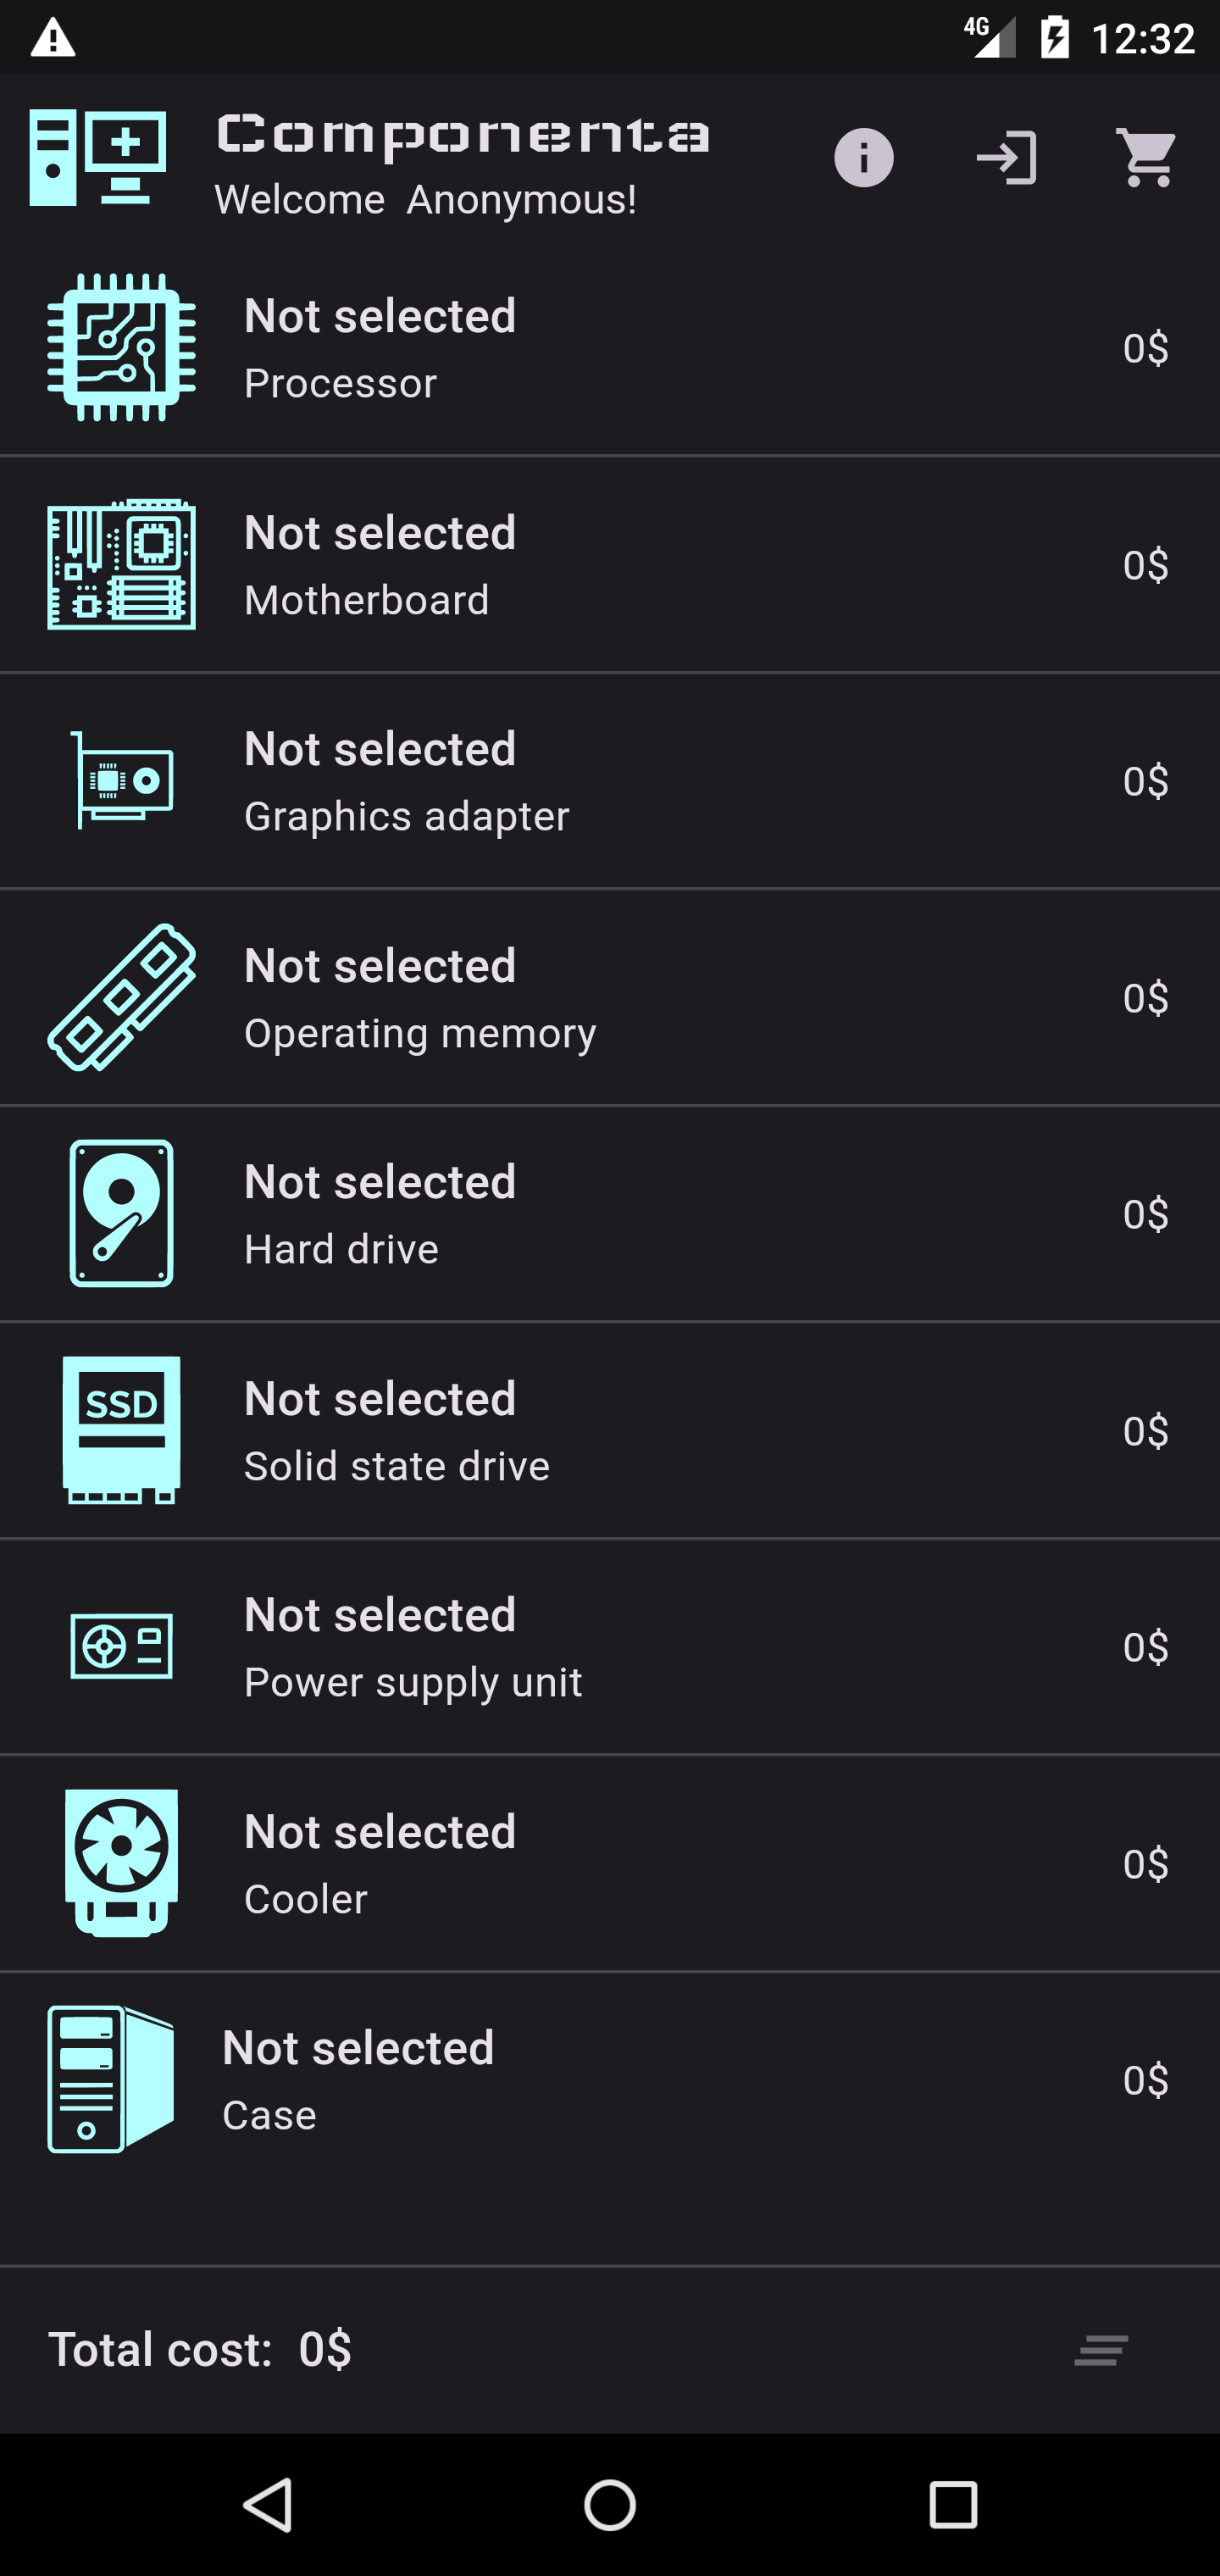 4G 12:32
Componenta
Welcome Anonymous!
Not selected
Processor
0$
Not selected
Motherboard
0$
Not selected
Graphics adapter
0$
Not selected
Operating memory
0$
Not selected
Hard drive
0$
SSD
Not selected
Solid state drive
0$
Not selected
Power supply unit
0$
Not selected
Cooler
0$
Not selected
Case
0$
Total cost: 0$